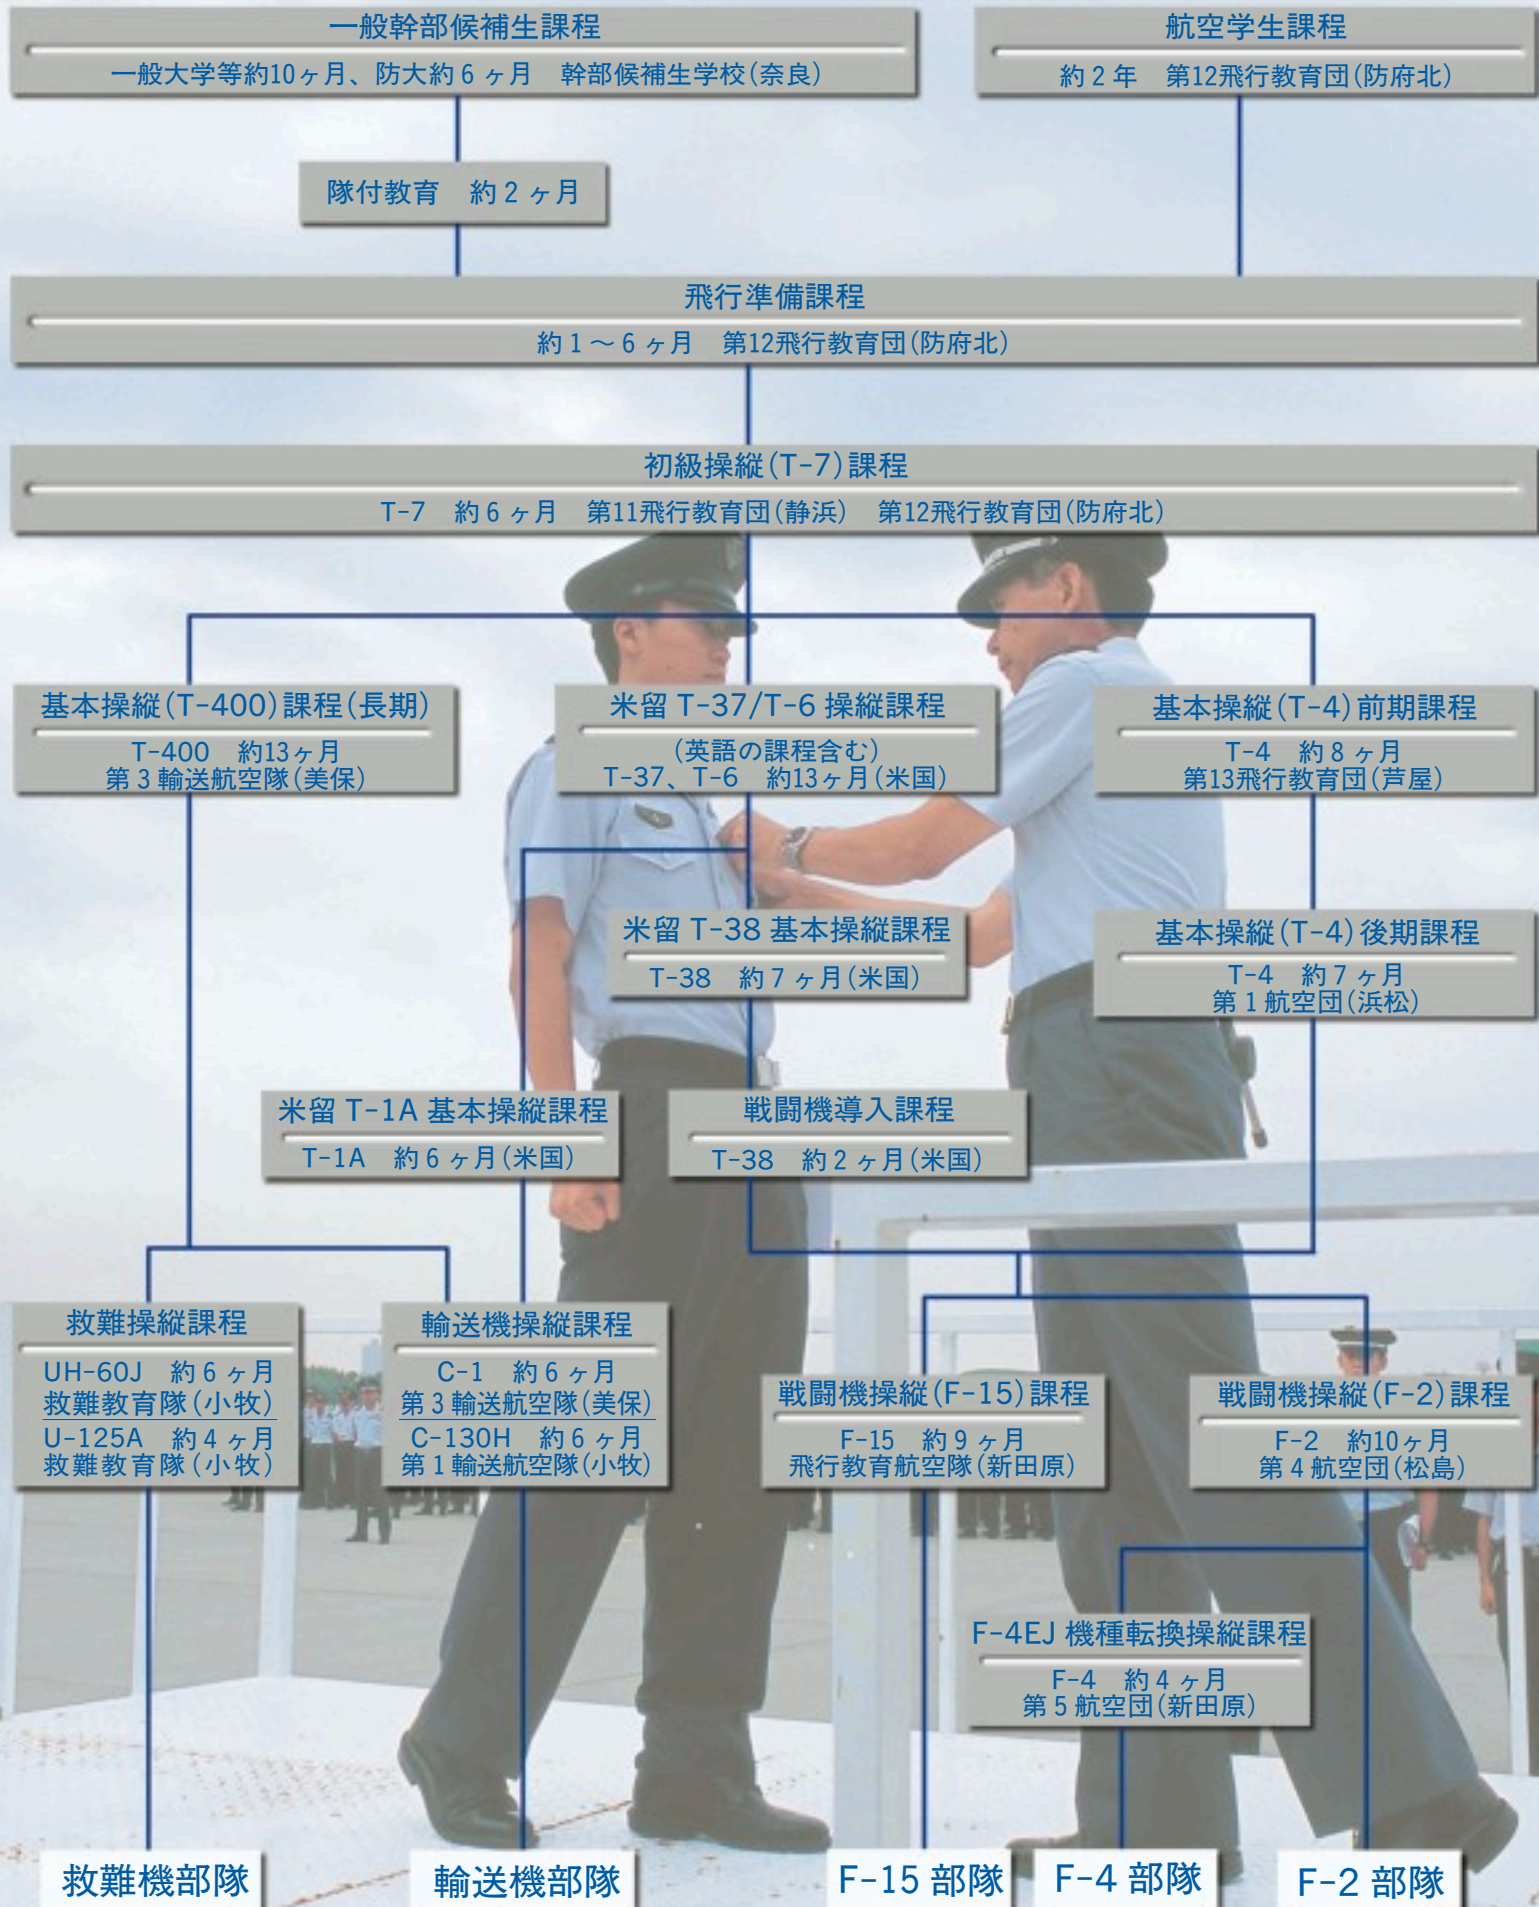 一般幹部候補生課程
一般大学等約10ヶ月、防大約6ヶ月　幹部候補生学校(奈良)
航空学生課程
約2年　第12飛行教育団(防府北)
隊付教育　約2ヶ月
飛行準備課程
約1～6ヶ月　第12飛行教育団(防府北)
初級操縦(T-7)課程
T-7　約6ヶ月　第11飛行教育団(静浜)　第12飛行教育団(防府北)
基本操縦(T-400)課程(長期)
T-400　約13ヶ月
第3輸送航空隊(美保)
米留 T-37/T-6 操縦課程
(英語の課程含む)
T-37、T-6　約13ヶ月(米国)
基本操縦(T-4)前期課程
T-4　約8ヶ月
第13飛行教育団(芦屋)
米留 T-38 基本操縦課程
T-38　約7ヶ月(米国)
基本操縦(T-4)後期課程
T-4　約7ヶ月
第1航空団(浜松)
米留 T-1A 基本操縦課程
T-1A　約6ヶ月(米国)
戦闘機導入課程
T-38　約2ヶ月(米国)
救難操縦課程
UH-60J　約6ヶ月
救難教育隊(小牧)
U-125A　約4ヶ月
救難教育隊(小牧)
輸送機操縦課程
C-1　約6ヶ月
第3輸送航空隊(美保)
C-130H　約6ヶ月
第1輸送航空隊(小牧)
戦闘機操縦(F-15)課程
F-15　約9ヶ月
飛行教育航空隊(新田原)
戦闘機操縦(F-2)課程
F-2　約10ヶ月
第4航空団(松島)
F-4EJ 機種転換操縦課程
F-4　約4ヶ月
第5航空団(新田原)
救難機部隊
輸送機部隊
F-15 部隊
F-4 部隊
F-2 部隊